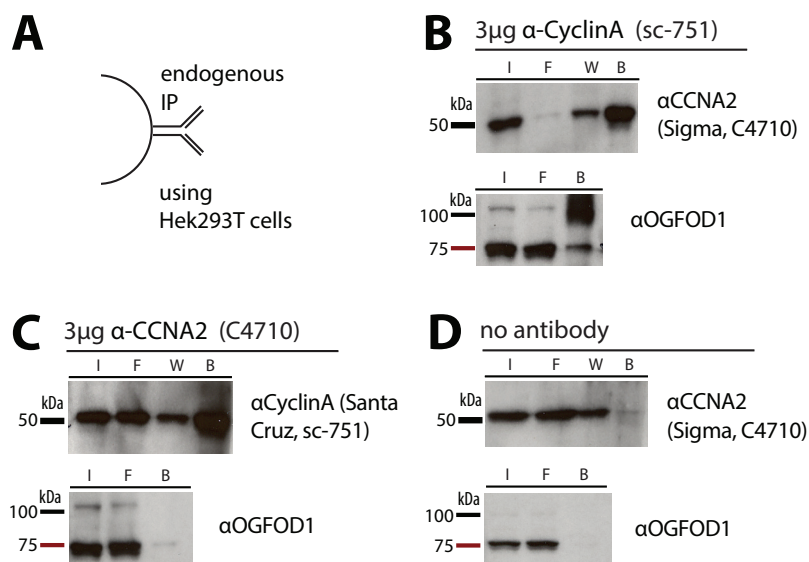 A
endogenous
IP
using
Hek293T cells
B 3µg α-CyclinA (sc-751)
I F W B
kDa
50
αCCNA2
(Sigma, C4710)
I F B
kDa
100
75
αOGFOD1
C 3µg α-CCNA2 (C4710)
I F W B
kDa
50
αCyclinA (Santa
Cruz, sc-751)
I F B
kDa
100
75
αOGFOD1
D no antibody
I F W B
kDa
50
αCCNA2
(Sigma, C4710)
I F B
kDa
100
75
αOGFOD1